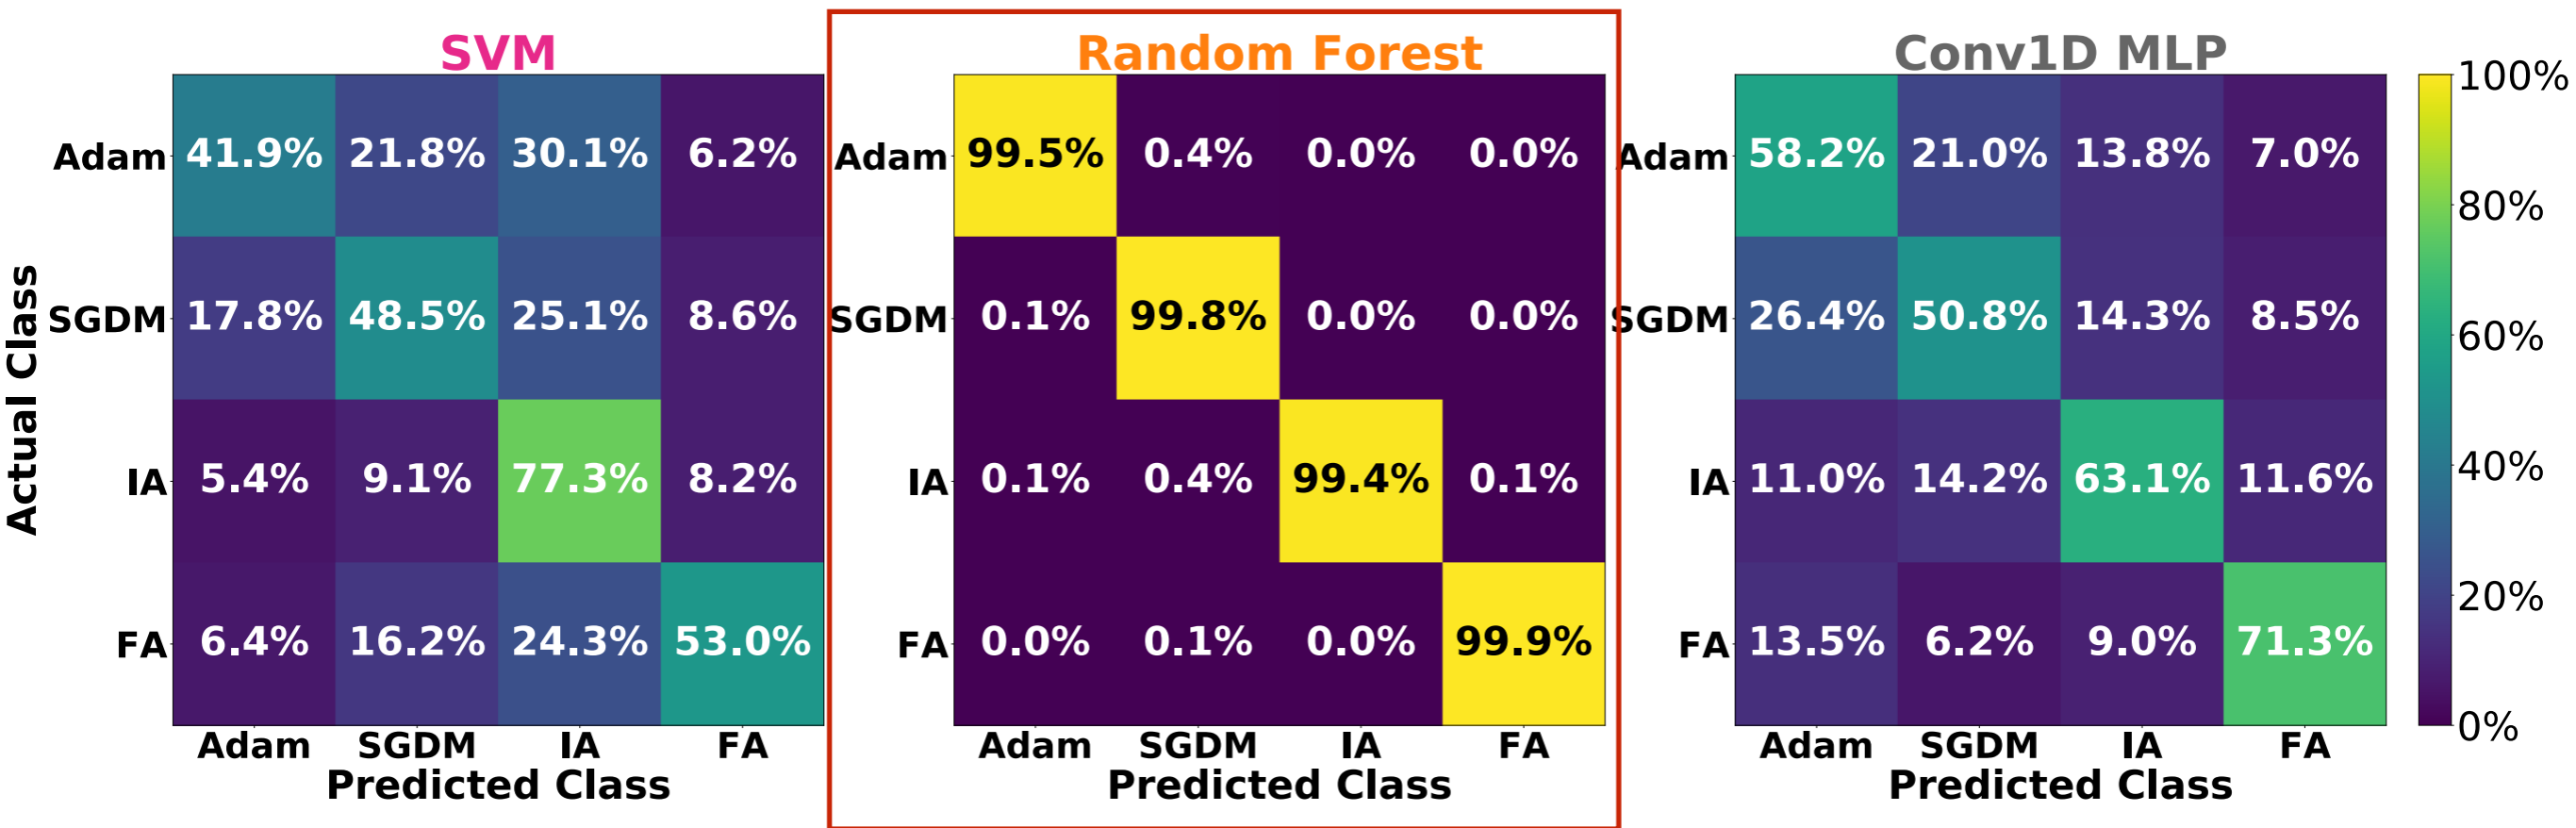 SVM Random Forest Conv1D MLP
Adam 41.9% 21.8% 30.1% 6.2% Adam 99.5% 0.4% 0.0% 0.0% Adam 58.2% 21.0% 13.8% 7.0% 100%
80%
SGDM 17.8% 48.5% 25.1% 8.6% SGDM 0.1% 99.8% 0.0% 0.0% SGDM 26.4% 50.8% 14.3% 8.5% 60%
Actual Class
IA 5.4% 9.1% 77.3% 8.2% IA 0.1% 0.4% 99.4% 0.1% IA 11.0% 14.2% 63.1% 11.6% 40%
20%
FA 6.4% 16.2% 24.3% 53.0% FA 0.0% 0.1% 0.0% 99.9% FA 13.5% 6.2% 9.0% 71.3% 0%
Adam SGDM IA FA Adam SGDM IA FA Adam SGDM IA FA
Predicted Class Predicted Class Predicted Class